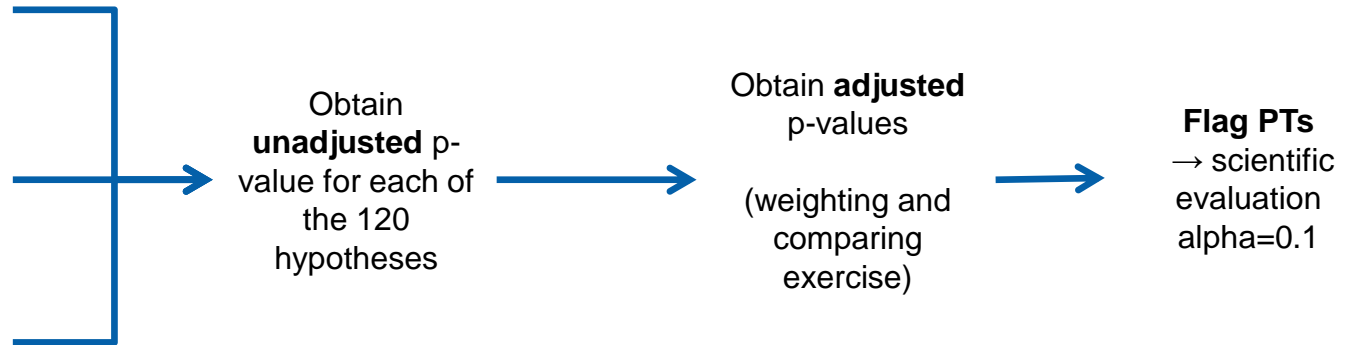 Obtain
unadjusted p-
value for each of
the 120
hypotheses
Obtain adjusted
p-values
(weighting and
comparing
exercise)
Flag PTs
→ scientific
evaluation
alpha=0.1